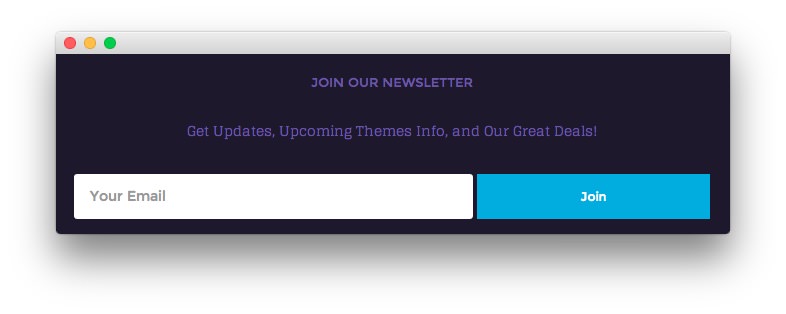 JOIN OUR NEWSLETTER
Get Updates, Upcoming Themes Info, and Our Great Deals!
Your Email
Join